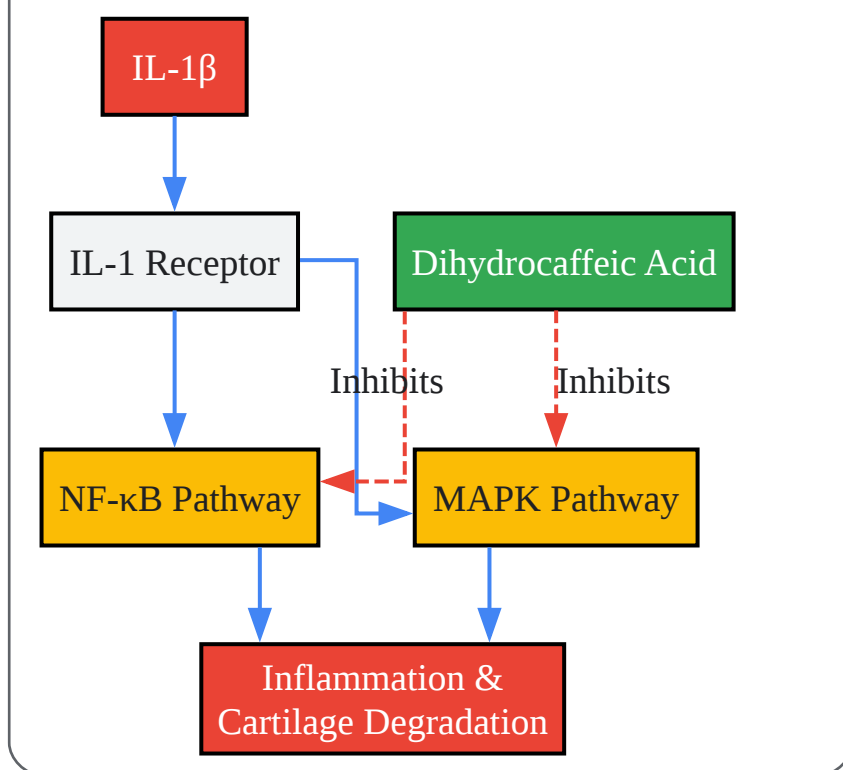 IL-1β
IL-1 Receptor
Dihydrocaffeic Acid
Inhibits
Inhibits
NF-κB Pathway
MAPK Pathway
Inflammation &
Cartilage Degradation